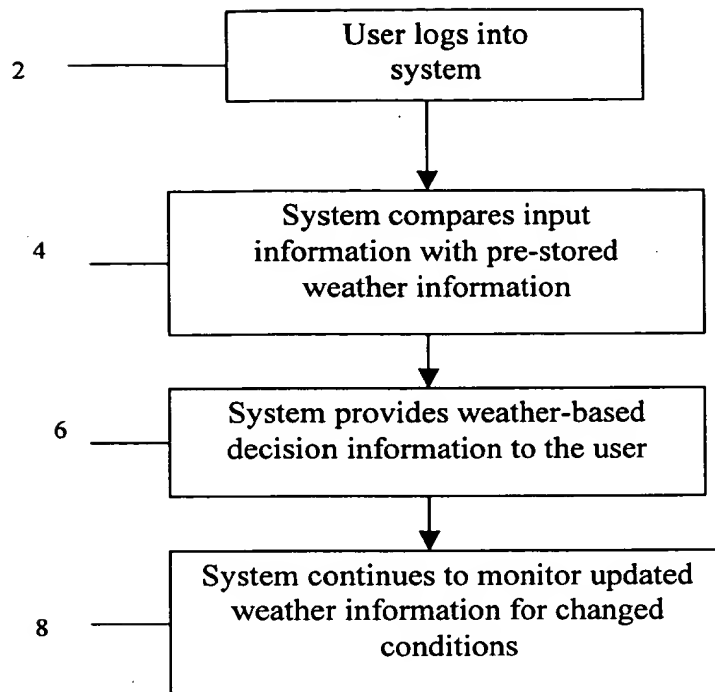 2
User logs into
system
4
System compares input
information with pre-stored
weather information
6
System provides weather-based
decision information to the user
8
System continues to monitor updated
weather information for changed
conditions